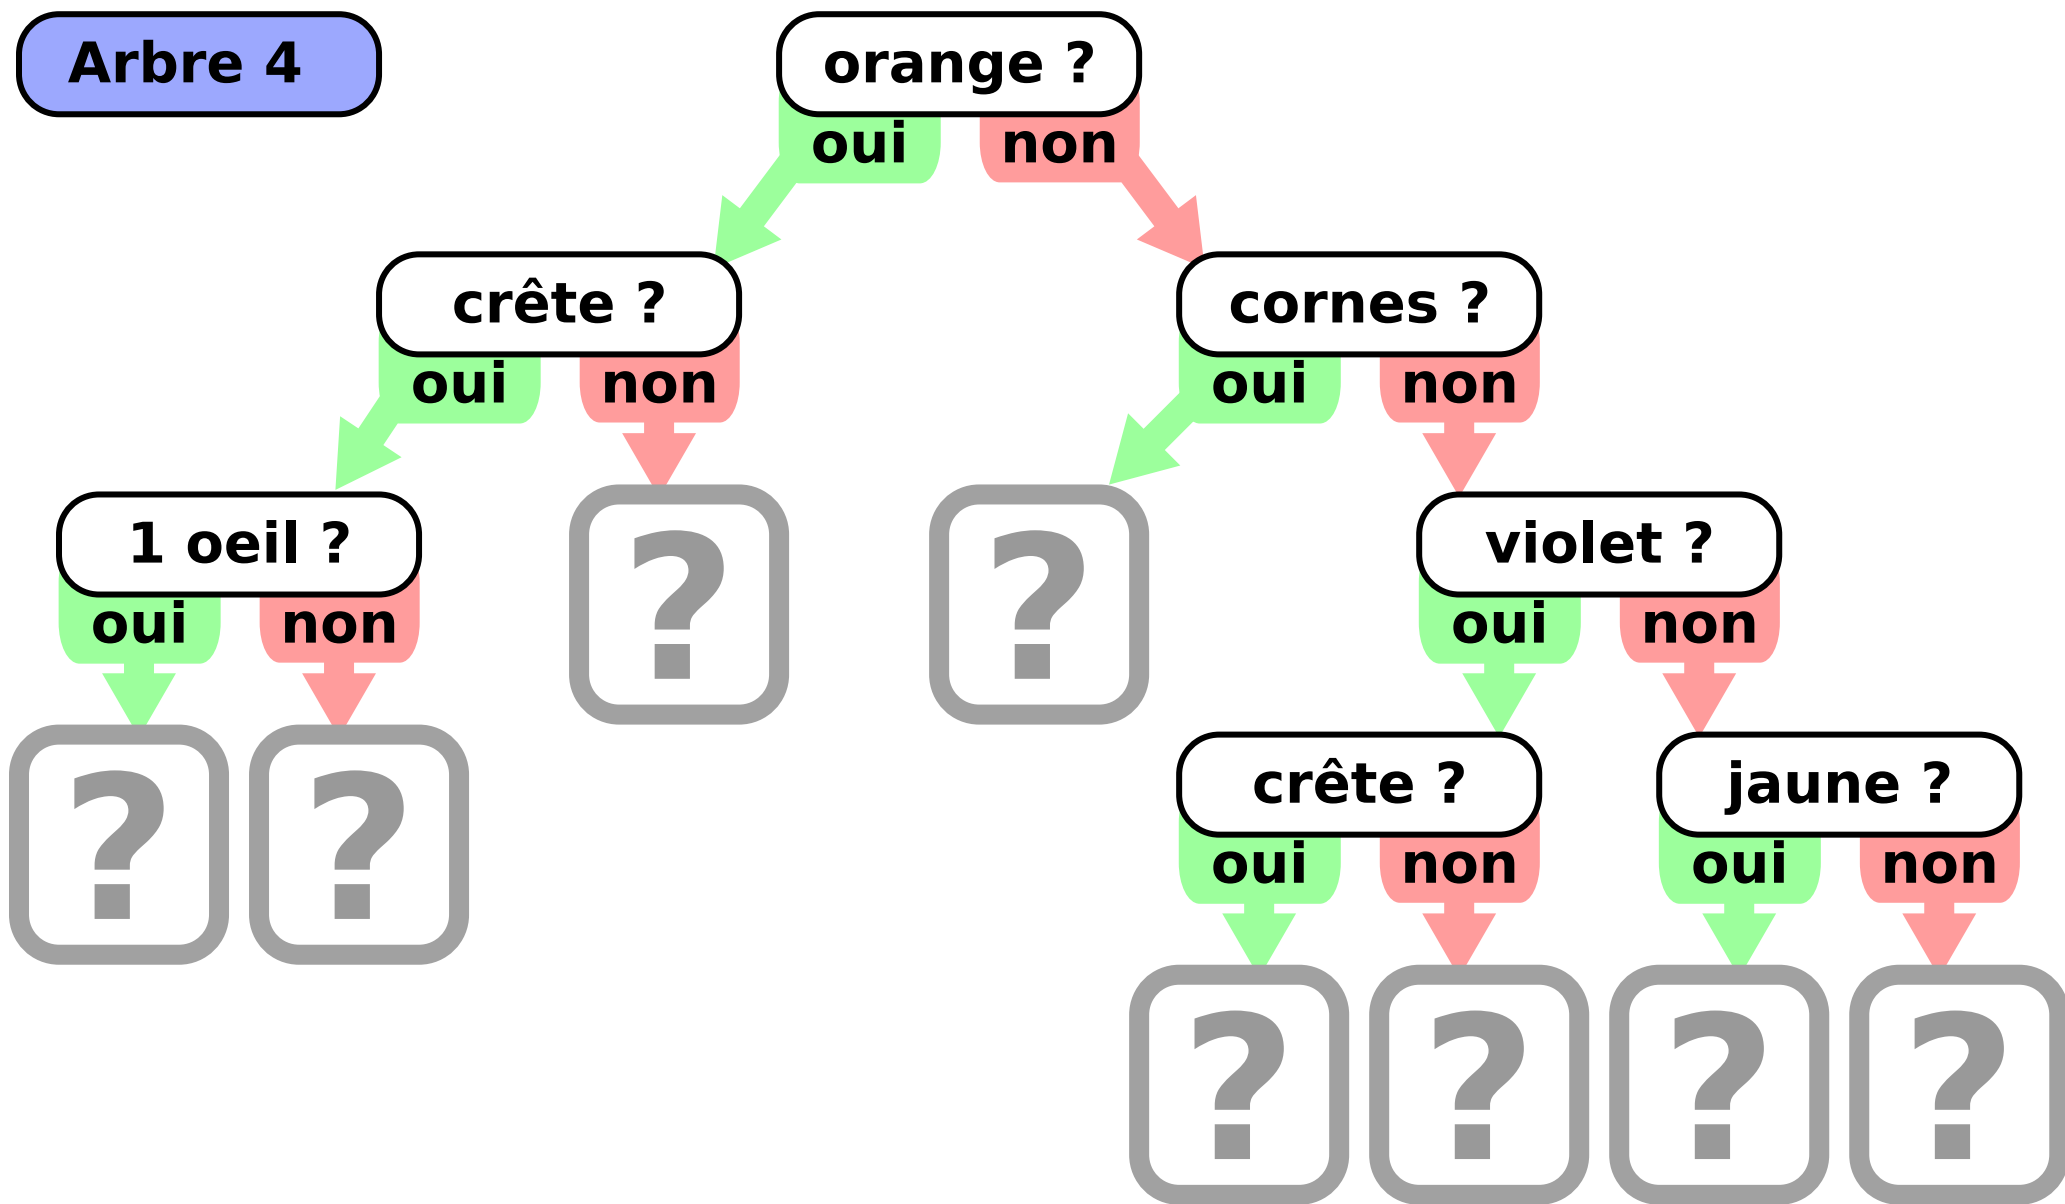 Arbre 4
orange ?
oui non
crête ?
oui non
cornes ?
oui non
1 oeil ?
oui non
?
?
violet ?
oui non
?
?
crête ?
oui non
jaune ?
oui non
?
?
?
?